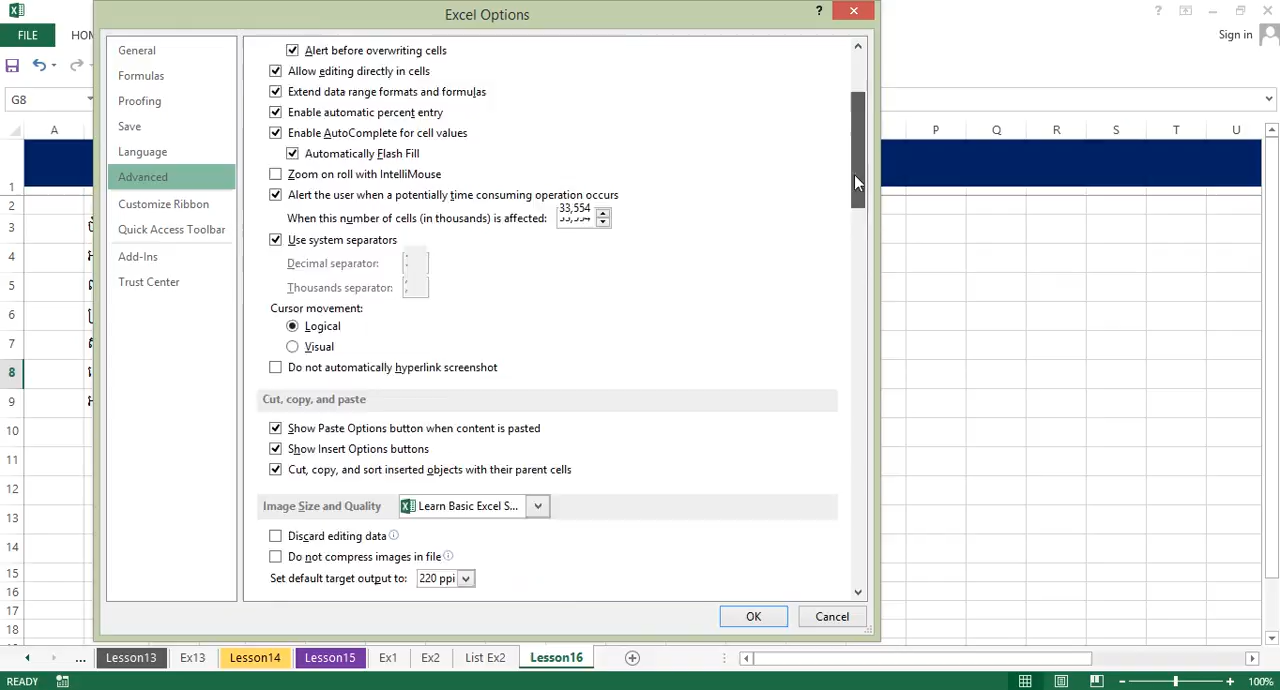 Excel Options
?
FILE
HOM
Sign in
G8
General
Formulas
Proofing
Save
Language
Advanced
Customize Ribbon
Quick Access Toolbar
Add-Ins
Trust Center
Alert before overwriting cells
Allow editing directly in cells
Extend data range formats and formulas
Enable automatic percent entry
Enable AutoComplete for cell values
Automatically Flash Fill
Zoom on roll with IntelliMouse
Alert the user when a potentially time consuming operation occurs
When this number of cells (in thousands) is affected: 33,554
Use system separators
Decimal separator:
Thousands separator:
Cursor movement:
Logical
Visual
Do not automatically hyperlink screenshot
Cut, copy, and paste
Show Paste Options button when content is pasted
Show Insert Options buttons
Cut, copy, and sort inserted objects with their parent cells
Image Size and Quality Learn Basic Excel S...
Discard editing data
Do not compress images in file
Set default target output to: 220 ppi
OK Cancel
A P Q R S T U
1
2
3
4
5
6
7
8
9
10
11
12
13
14
15
16
17
18
... Lesson13 Ex13 Lesson14 Lesson15 Ex1 Ex2 List Ex2 Lesson16
READY 100%